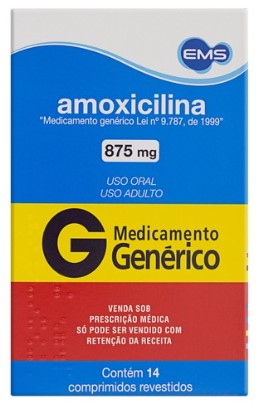 EMS
amoxicilina
"Medicamento genérico Lei nº 9.787, de 1999"
875 mg
USO ORAL
USO ADULTO
G Medicamento
Genérico
VENDA SOB
PRESCRIÇÃO MÉDICA
SÓ PODE SER VENDIDO COM
RETENÇÃO DA RECEITA
Contém 14
comprimidos revestidos